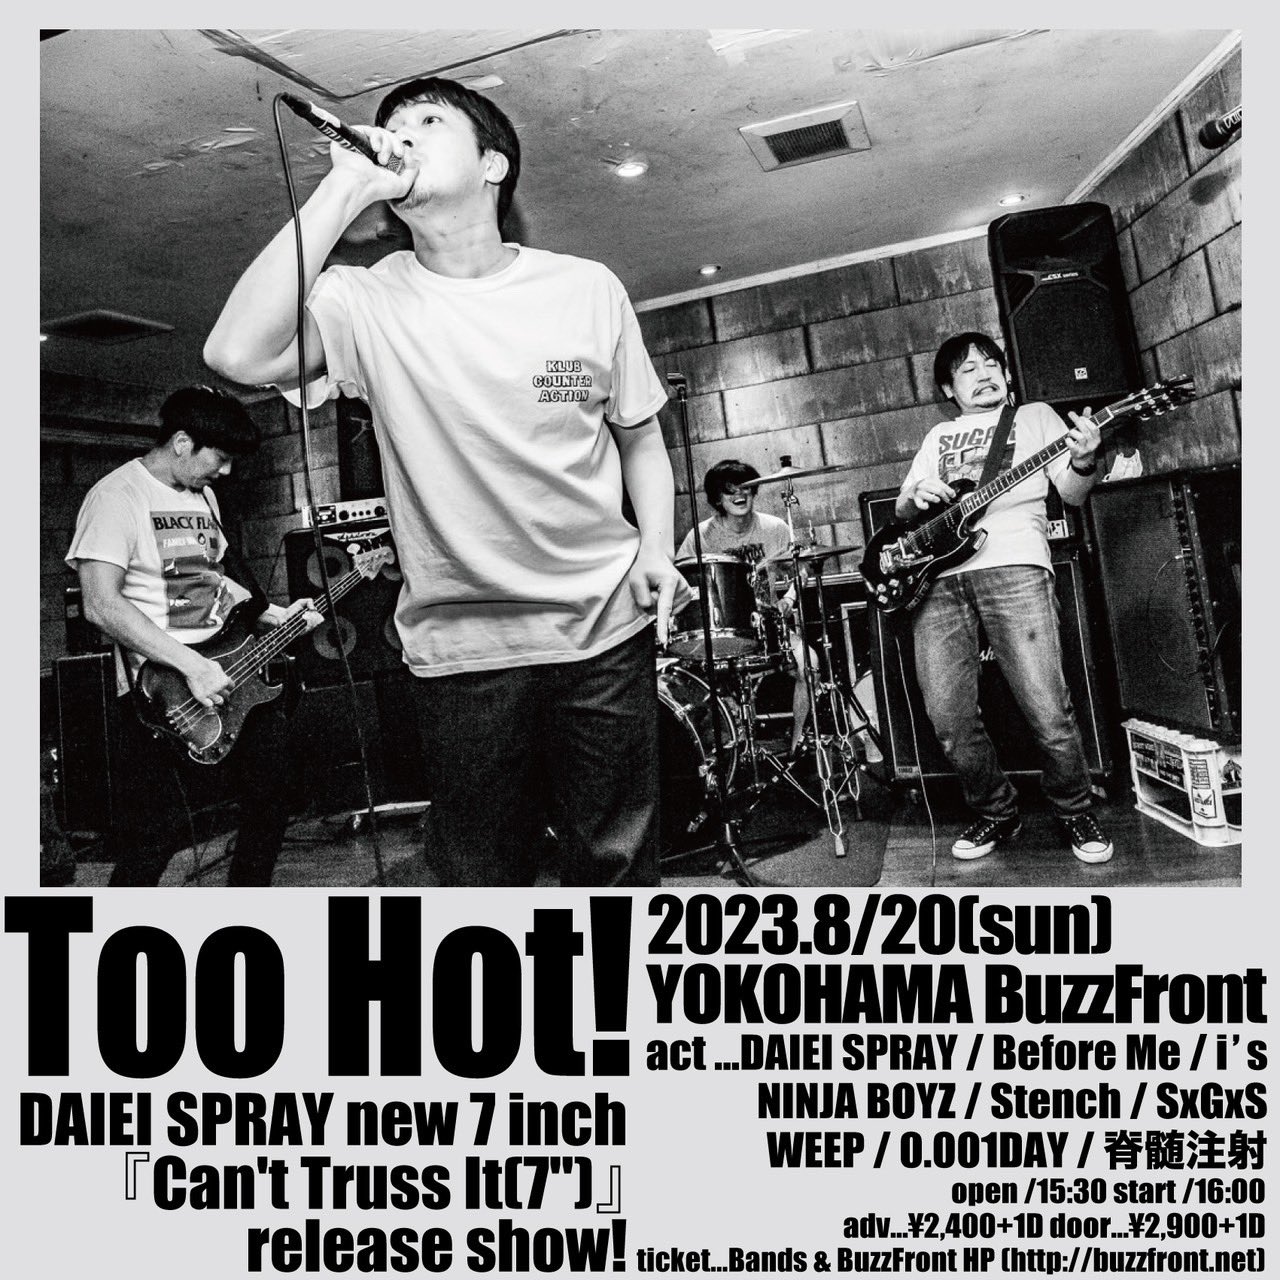 CSX series
KLUB
COUNTER
ACTION
SUGAR
BLACK FLAG
Too Hot!
DAIEI SPRAY new 7 inch
『Can't Truss It(7")』
release show!
2023.8/20(sun)
YOKOHAMA BuzzFront
act ...DAIEI SPRAY / Before Me / i's
NINJA BOYZ / Stench / SxGxS
WEEP / 0.001DAY / 脊髄注射
open /15:30 start /16:00
adv...¥2,400+1D door...¥2,900+1D
ticket...Bands & BuzzFront HP (http://buzzfront.net)